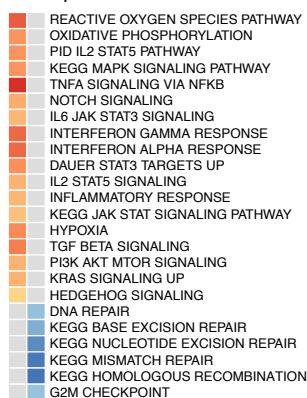 REACTIVE OXYGEN SPECIES PATHWAY
OXIDATIVE PHOSPHORYLATION
PID IL2 STAT5 PATHWAY
KEGG MAPK SIGNALING PATHWAY
TNFA SIGNALING VIA NFKB
NOTCH SIGNALING
IL6 JAK STAT3 SIGNALING
INTERFERON GAMMA RESPONSE
INTERFERON ALPHA RESPONSE
DAUER STAT3 TARGETS UP
IL2 STAT5 SIGNALING
INFLAMMATORY RESPONSE
KEGG JAK STAT SIGNALING PATHWAY
HYPOXIA
TGF BETA SIGNALING
PI3K AKT MTOR SIGNALING
KRAS SIGNALING UP
HEDGEHOG SIGNALING
DNA REPAIR
KEGG BASE EXCISION REPAIR
KEGG NUCLEOTIDE EXCISION REPAIR
KEGG MISMATCH REPAIR
KEGG HOMOLOGOUS RECOMBINATION
G2M CHECKPOINT